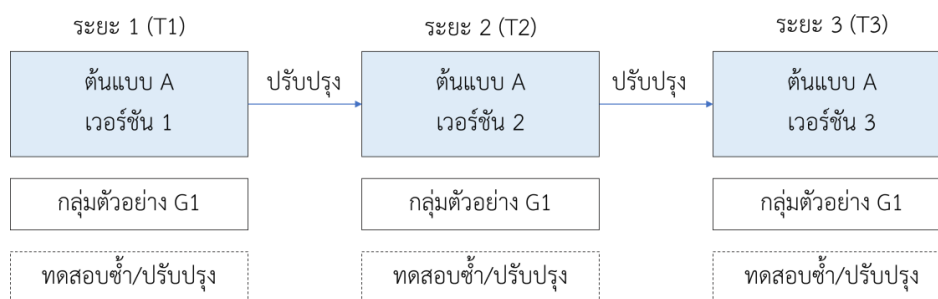 ระยะ 1 (T1)
ระยะ 2 (T2)
ระยะ 3 (T3)
ต้นแบบ A
เวอร์ชัน 1
ปรับปรุง
ต้นแบบ A
เวอร์ชัน 2
ปรับปรุง
ต้นแบบ A
เวอร์ชัน 3
กลุ่มตัวอย่าง G1
กลุ่มตัวอย่าง G1
กลุ่มตัวอย่าง G1
ทดสอบซ้ำ/ปรับปรุง
ทดสอบซ้ำ/ปรับปรุง
ทดสอบซ้ำ/ปรับปรุง